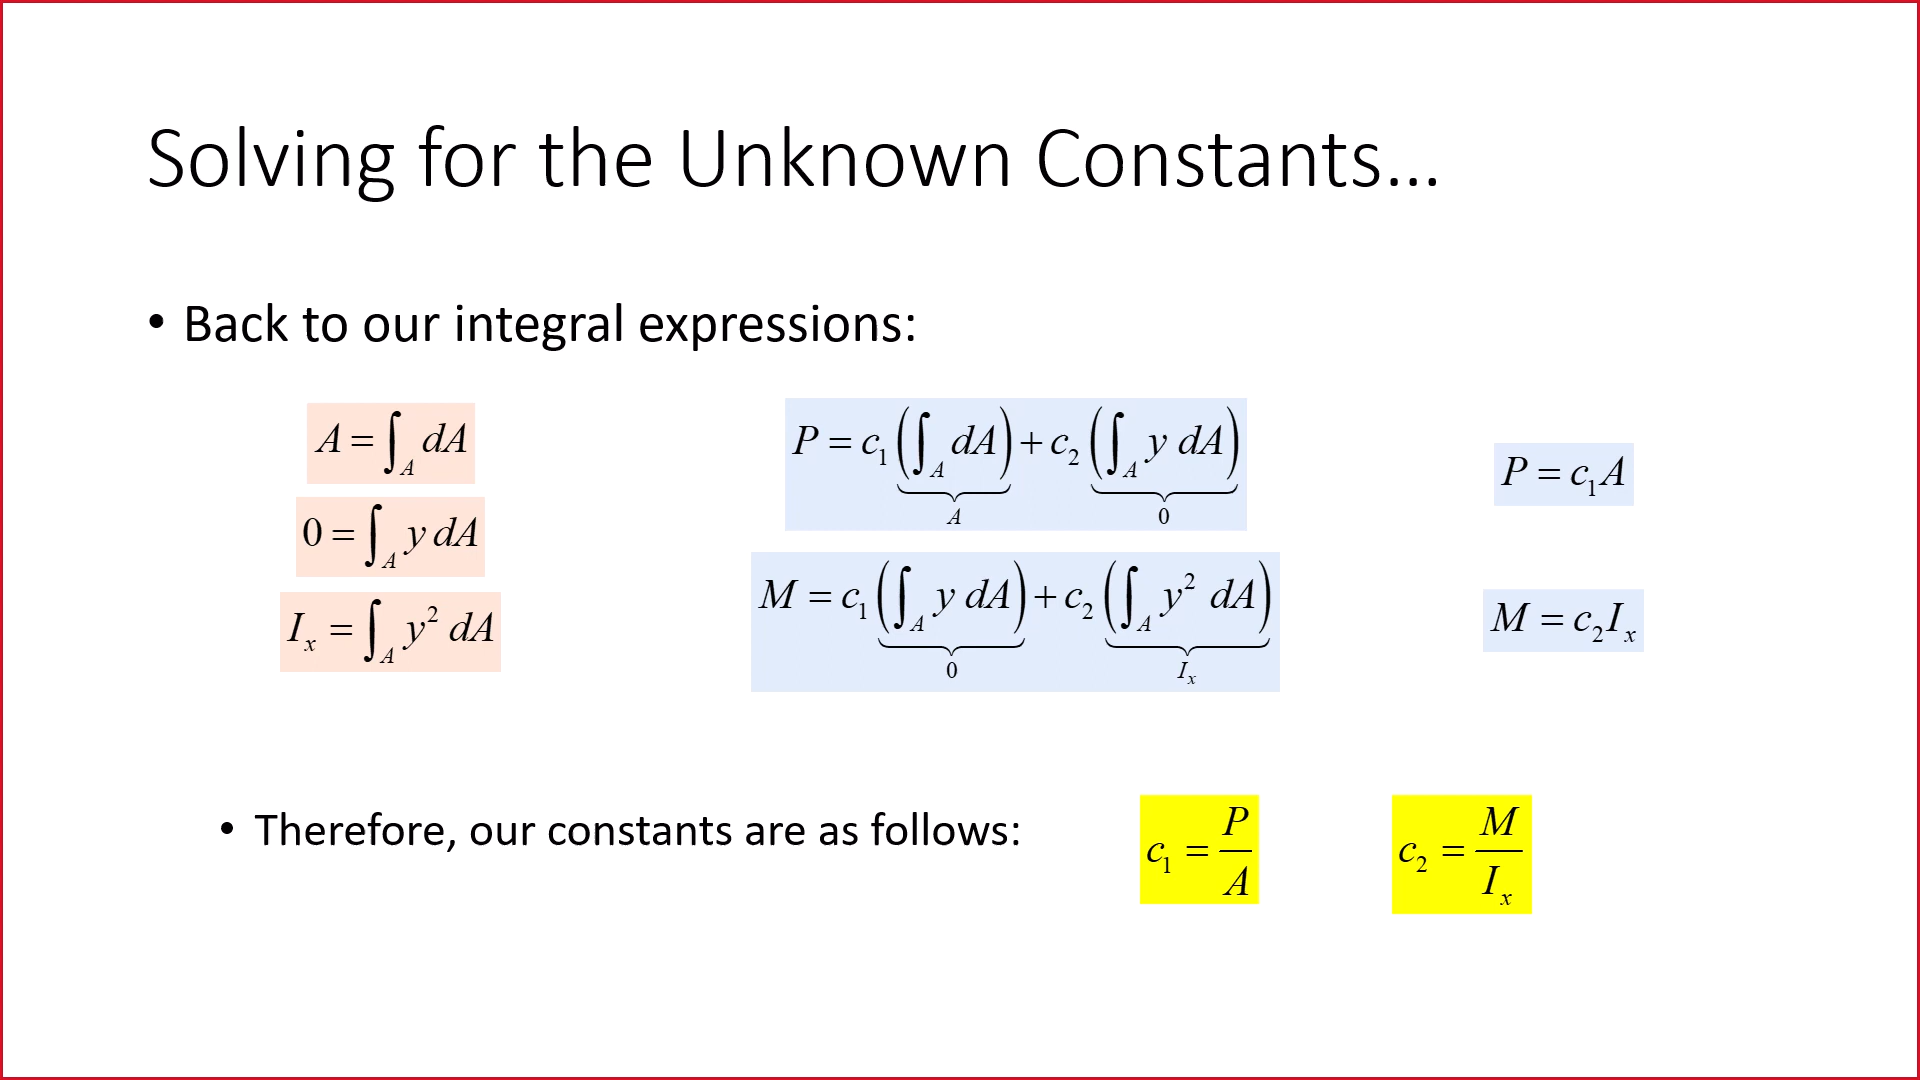 Solving for the Unknown Constants...
• Back to our integral expressions:
A = ∫_A dA
0 = ∫_A y dA
I_x = ∫_A y² dA
P = c₁(∫_A dA) + c₂(∫_A y dA)
A 0
M = c₁(∫_A y dA) + c₂(∫_A y² dA)
0 I_x
P = c₁A
M = c₂I_x
• Therefore, our constants are as follows:
c₁ = P/A
c₂ = M/I_x